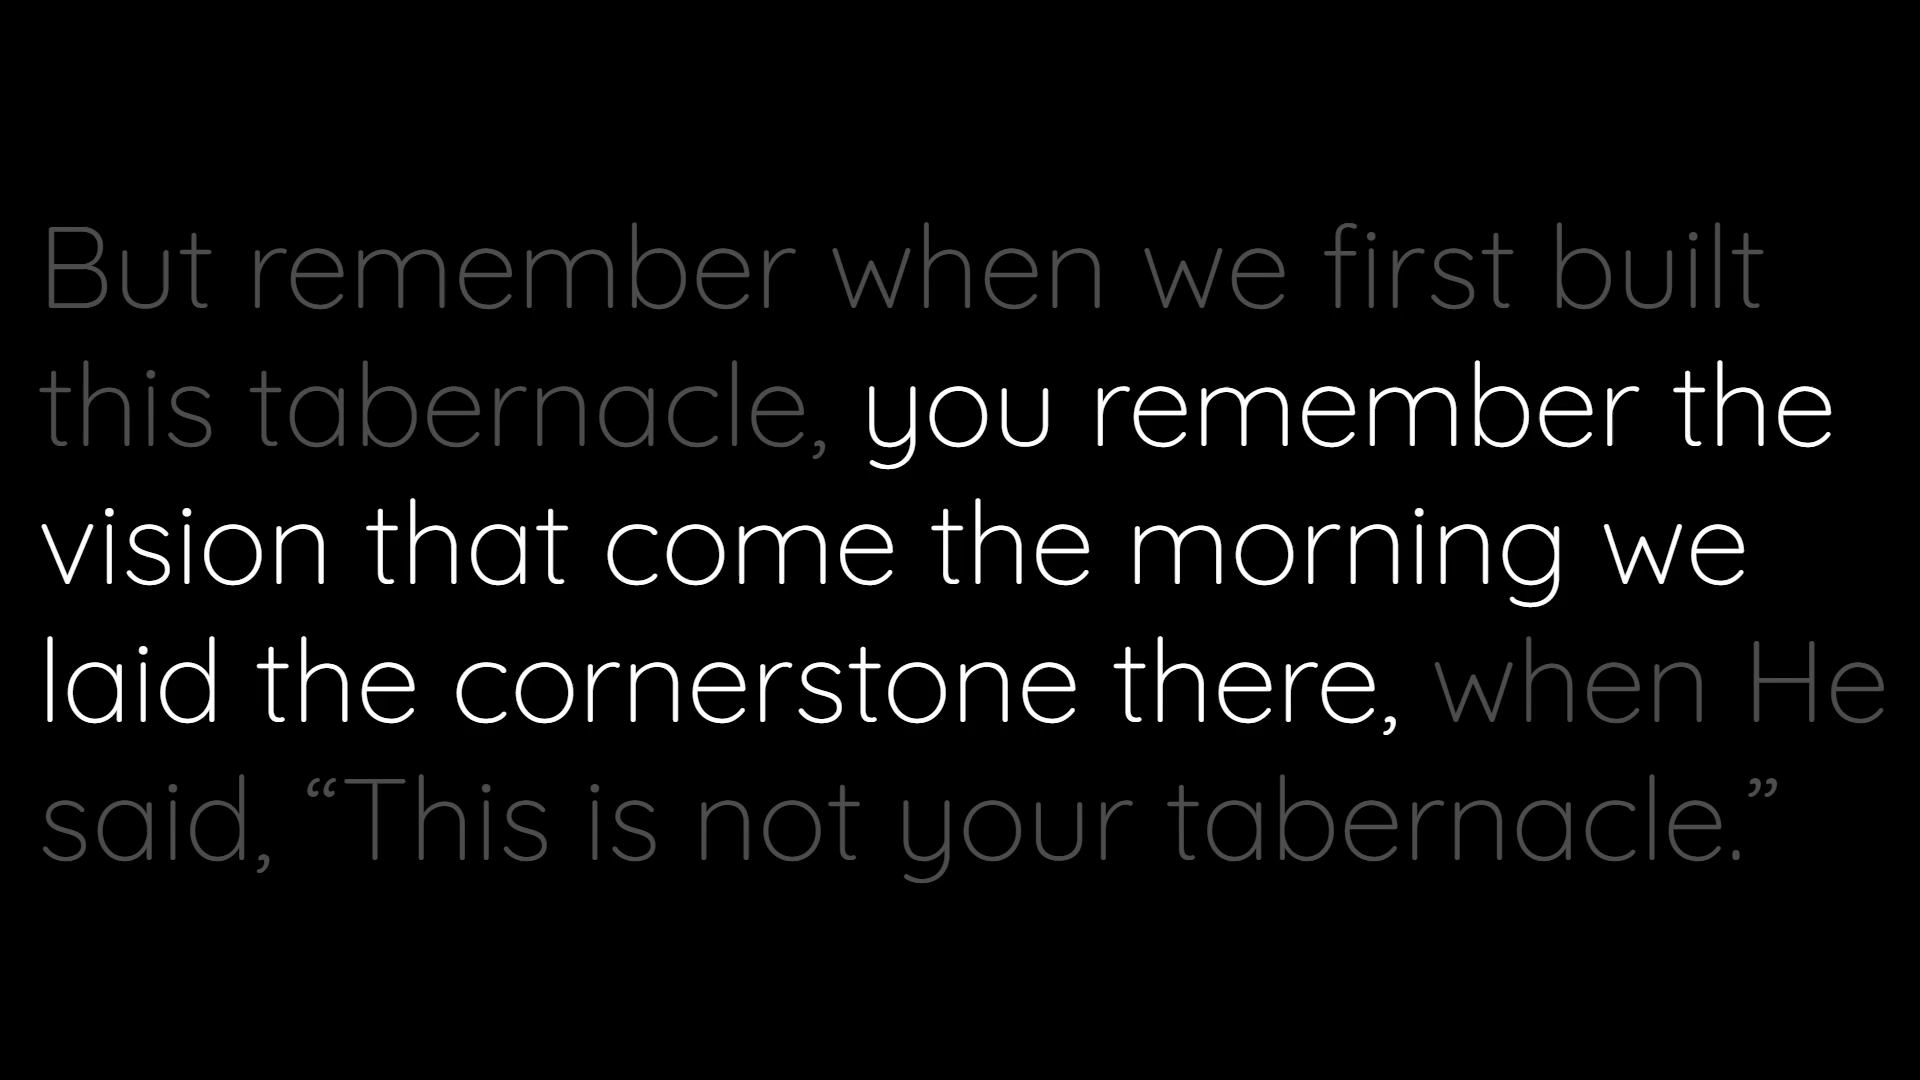 But remember when we first built
this tabernacle, you remember the
vision that come the morning we
laid the cornerstone there, when He
said, “This is not your tabernacle.”